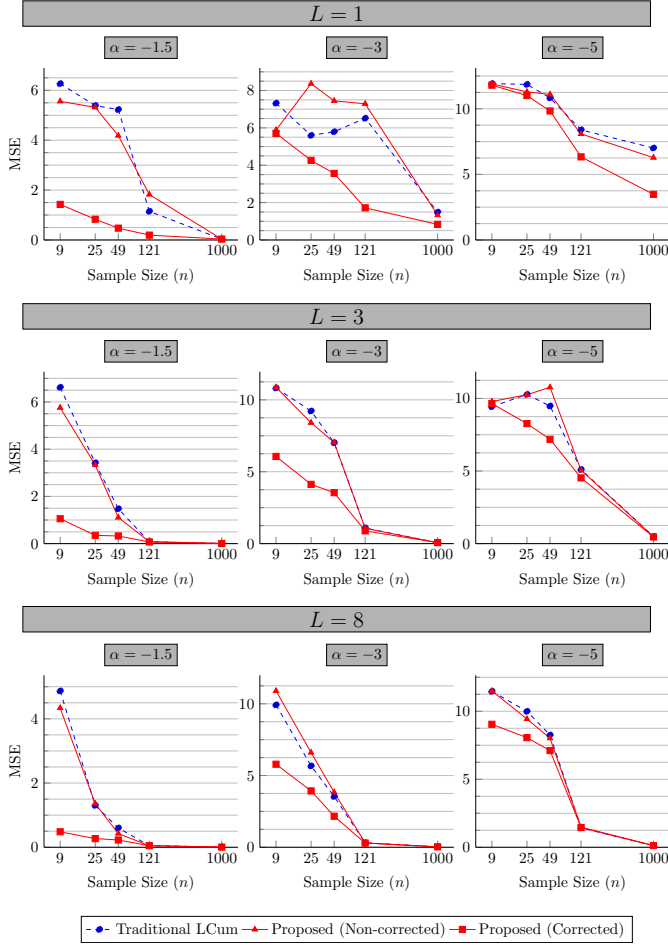 L = 1
α = −1.5
α = −3
α = −5
MSE
6
4
2
0
9 25 49 121 1000
Sample Size (n)
8
7
6
5
4
3
2
1
0
9 25 49 121 1000
Sample Size (n)
10
5
0
9 25 49 121 1000
Sample Size (n)
L = 3
α = −1.5
α = −3
α = −5
MSE
6
4
2
0
9 25 49 121 1000
Sample Size (n)
10
5
0
9 25 49 121 1000
Sample Size (n)
10
5
0
9 25 49 121 1000
Sample Size (n)
L = 8
α = −1.5
α = −3
α = −5
MSE
4
2
0
9 25 49 121 1000
Sample Size (n)
10
5
0
9 25 49 121 1000
Sample Size (n)
10
5
0
9 25 49 121 1000
Sample Size (n)
Traditional LCum Proposed (Non-corrected) Proposed (Corrected)